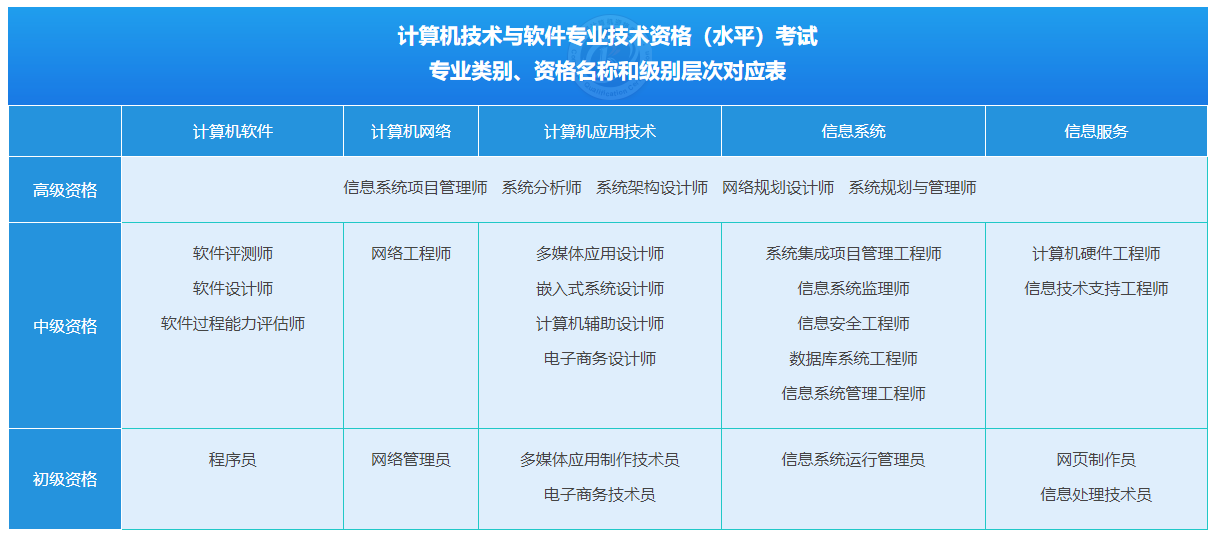 计算机技术与软件专业技术资格（水平）考试
专业类别、资格名称和级别层次对应表
计算机软件 计算机网络 计算机应用技术 信息系统 信息服务
高级资格 信息系统项目管理师 系统分析师 系统架构设计师 网络规划设计师 系统规划与管理师
中级资格
软件评测师
软件设计师
软件过程能力评估师
网络工程师
多媒体应用设计师
嵌入式系统设计师
计算机辅助设计师
电子商务设计师
系统集成项目管理工程师
信息系统监理师
信息安全工程师
数据库系统工程师
信息系统管理工程师
计算机硬件工程师
信息技术支持工程师
初级资格
程序员
网络管理员
多媒体应用制作技术员
电子商务技术员
信息系统运行管理员
网页制作员
信息处理技术员